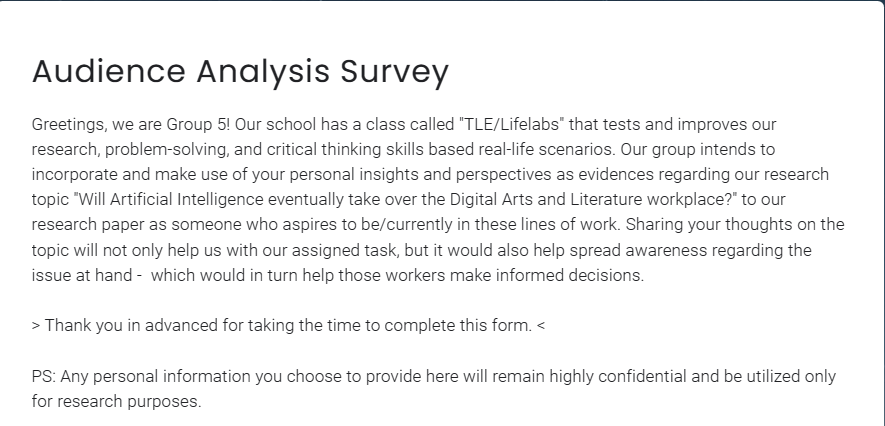 Audience Analysis Survey
Greetings, we are Group 5! Our school has a class called "TLE/Lifelabs" that tests and improves our
research, problem-solving, and critical thinking skills based real-life scenarios. Our group intends to
incorporate and make use of your personal insights and perspectives as evidences regarding our research
topic "Will Artificial Intelligence eventually take over the Digital Arts and Literature workplace?" to our
research paper as someone who aspires to be/currently in these lines of work. Sharing your thoughts on the
topic will not only help us with our assigned task, but it would also help spread awareness regarding the
issue at hand -  which would in turn help those workers make informed decisions.
> Thank you in advanced for taking the time to complete this form. <
PS: Any personal information you choose to provide here will remain highly confidential and be utilized only
for research purposes.